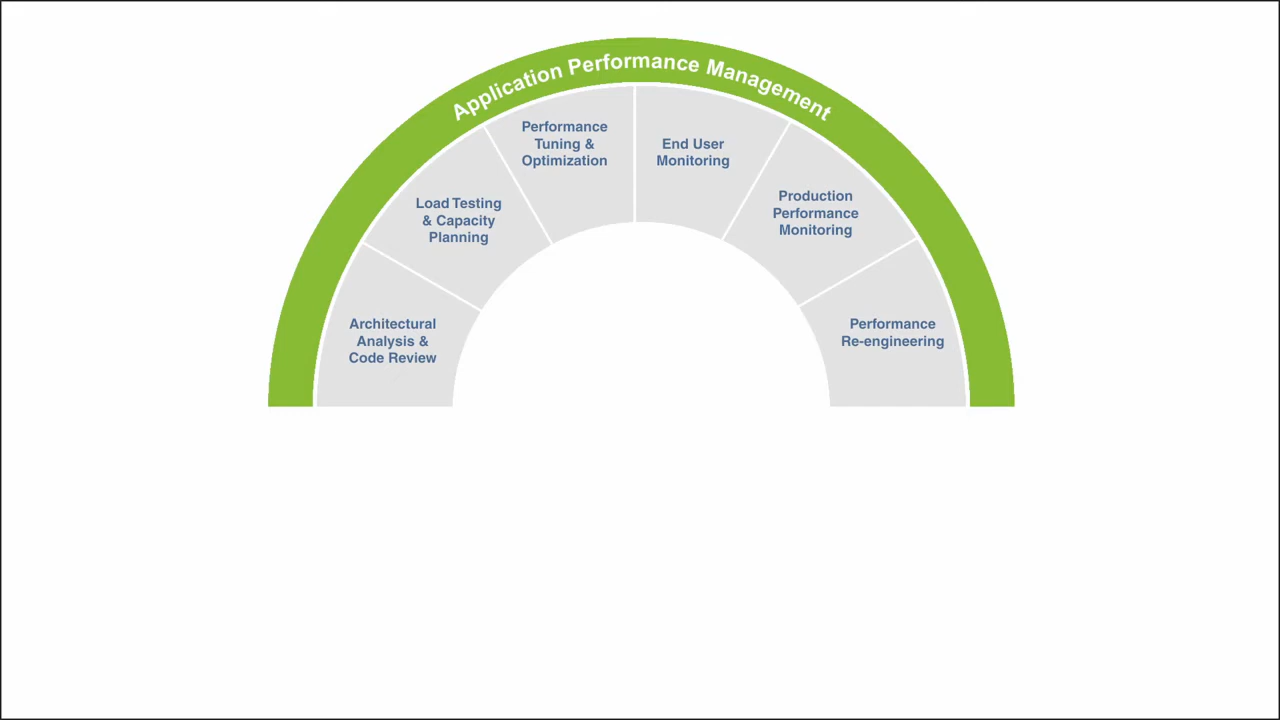 Application Performance Management
Architectural
Analysis &
Code Review
Load Testing
& Capacity
Planning
Performance
Tuning &
Optimization
End User
Monitoring
Production
Performance
Monitoring
Performance
Re-engineering